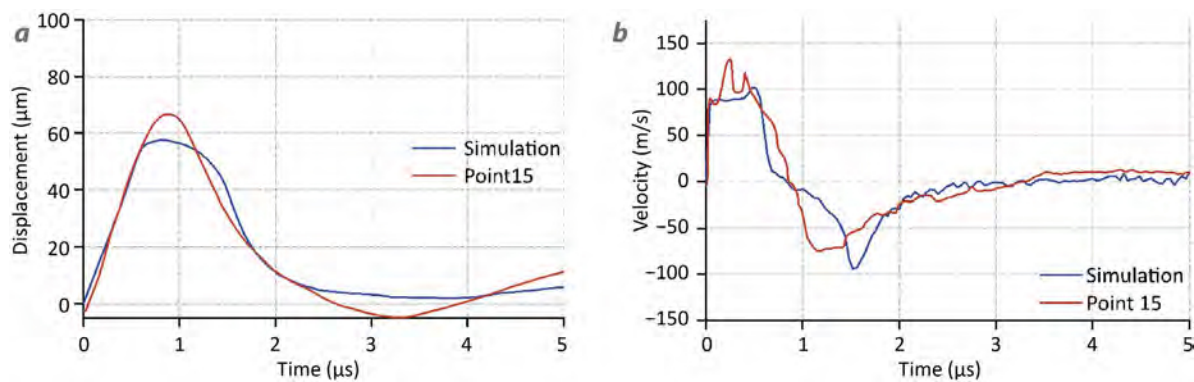 a
100
80
60
40
20
0
Displacement (μm)
Simulation
Point15
0 1 2 3 4 5
Time (μs)
b
150
100
50
0
−50
−100
−150
Velocity (m/s)
Simulation
Point 15
0 1 2 3 4 5
Time (μs)